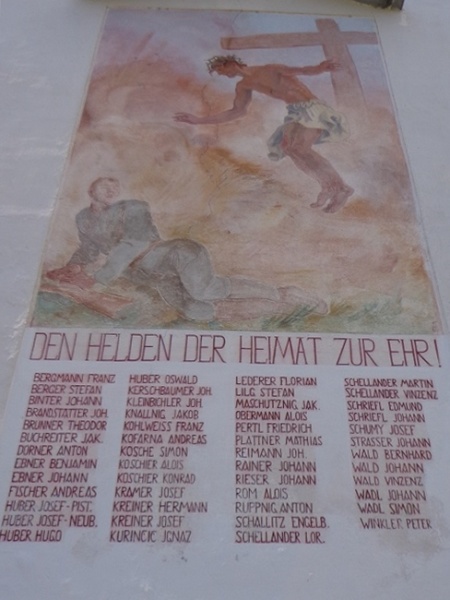 DEN HELDEN DER HEIMAT ZUR EHR!
BERGMANN FRANZ
BERGER STEFAN
BINTER JOHANN
BRANDSTATTER JOH.
BRUNNER THEODOR
BUCHREITER JAK.
DORNER ANTON
EBNER BENJAMIN
EBNER JOHANN
FISCHER ANDREAS
HUBER JOSEF - PIST.
HUBER JOSEF - NEUB.
HUBER HUGO
HUBER OSWALD
KERSCHBAUMER JOH.
KLEINBICHLER JOH.
KNALLNIG JAKOB
KOHLWEISS FRANZ
KOFARNA ANDREAS
KOSCHE SIMON
KOSCHIER ALOIS
KOSCHIER KONRAD
KRAMER JOSEF
KREINER HERMANN
KREINER JOSEF
KURINCIC IGNAZ
LEDERER FLORIAN
LILG STEFAN
MASCHUTZNIG JAK.
OBERMANN ALOIS
PERTL FRIEDRICH
PLATTNER MATHIAS
REIMANN JOH.
RAINER JOHANN
RIESER JOHANN
ROM ALOIS
RUFPNIG ANTON
SCHALLITZ ENGELB.
SCHELLANDER LOR.
SCHELLANDER MARTIN
SCHELLANDER VINZENZ
SCHRIEFL EDMUND
SCHRIEFL JOHANN
SCHUMY JOSEF
STRASSER JOHANN
WALD BERNHARD
WALD JOHANN
WALD VINZENZ
WADL JOHANN
WADL SIMON
WINKLER PETER